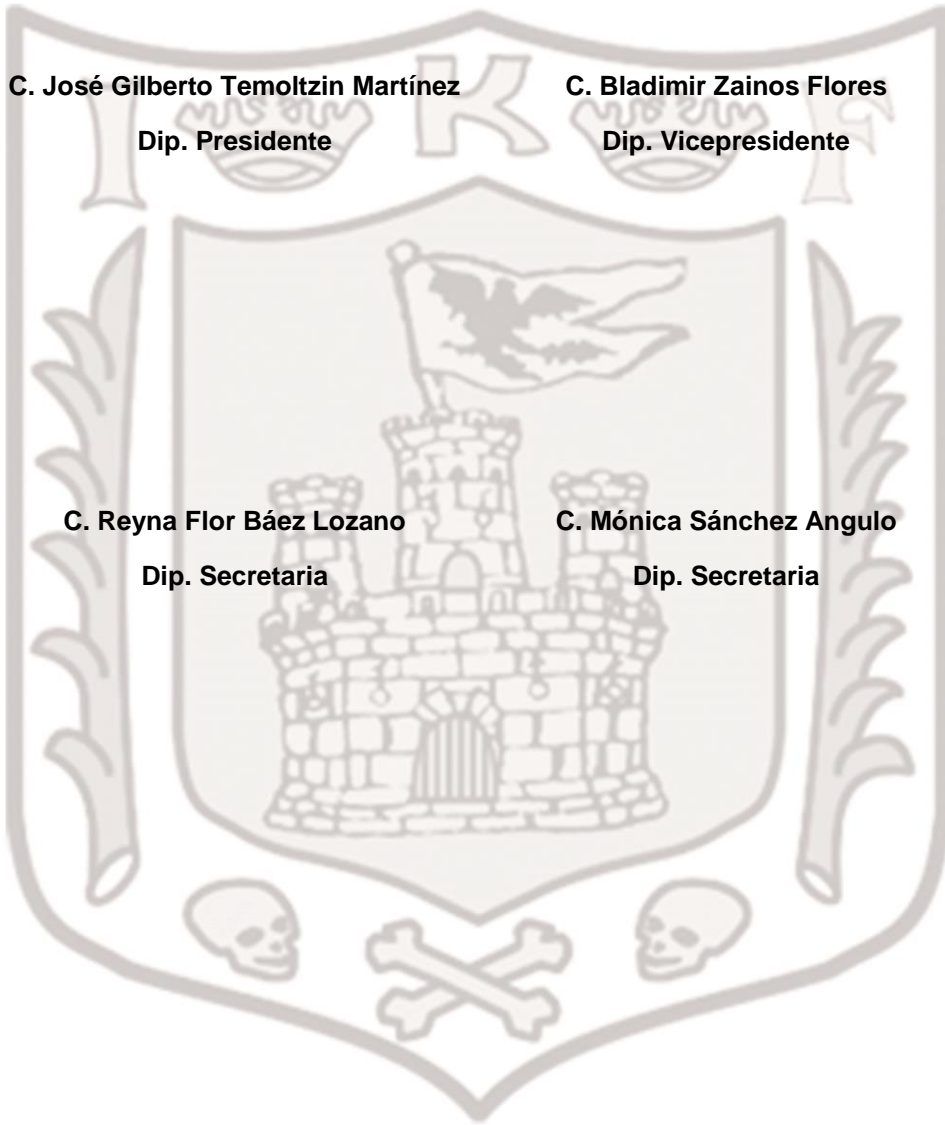 I K F
C. José Gilberto Temoltzin Martínez
Dip. Presidente
C. Bladimir Zainos Flores
Dip. Vicepresidente
C. Reyna Flor Báez Lozano
Dip. Secretaria
C. Mónica Sánchez Angulo
Dip. Secretaria